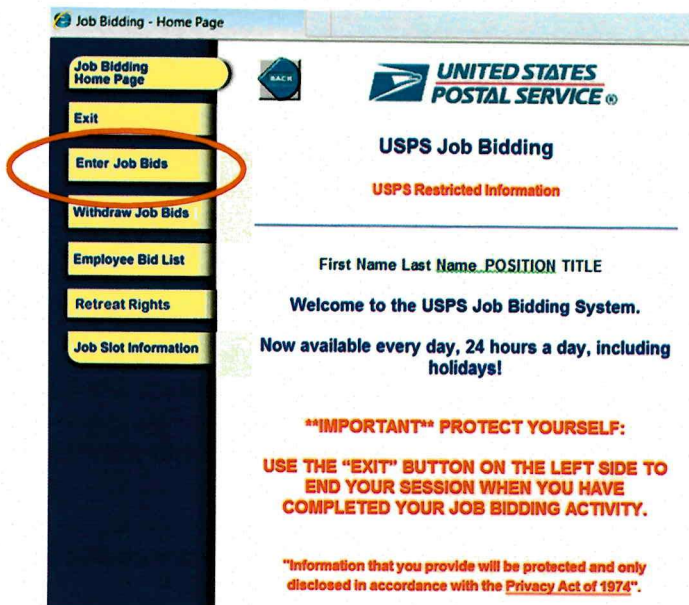 Job Bidding - Home Page
Job Bidding
Home Page
Exit
Enter Job Bids
Withdraw Job Bids
Employee Bid List
Retreat Rights
Job Slot Information
BACK
UNITED STATES
POSTAL SERVICE ®
USPS Job Bidding
USPS Restricted Information
First Name Last Name POSITION TITLE
Welcome to the USPS Job Bidding System.
Now available every day, 24 hours a day, including
holidays!
**IMPORTANT** PROTECT YOURSELF:
USE THE “EXIT” BUTTON ON THE LEFT SIDE TO
END YOUR SESSION WHEN YOU HAVE
COMPLETED YOUR JOB BIDDING ACTIVITY.
"Information that you provide will be protected and only
disclosed in accordance with the Privacy Act of 1974".